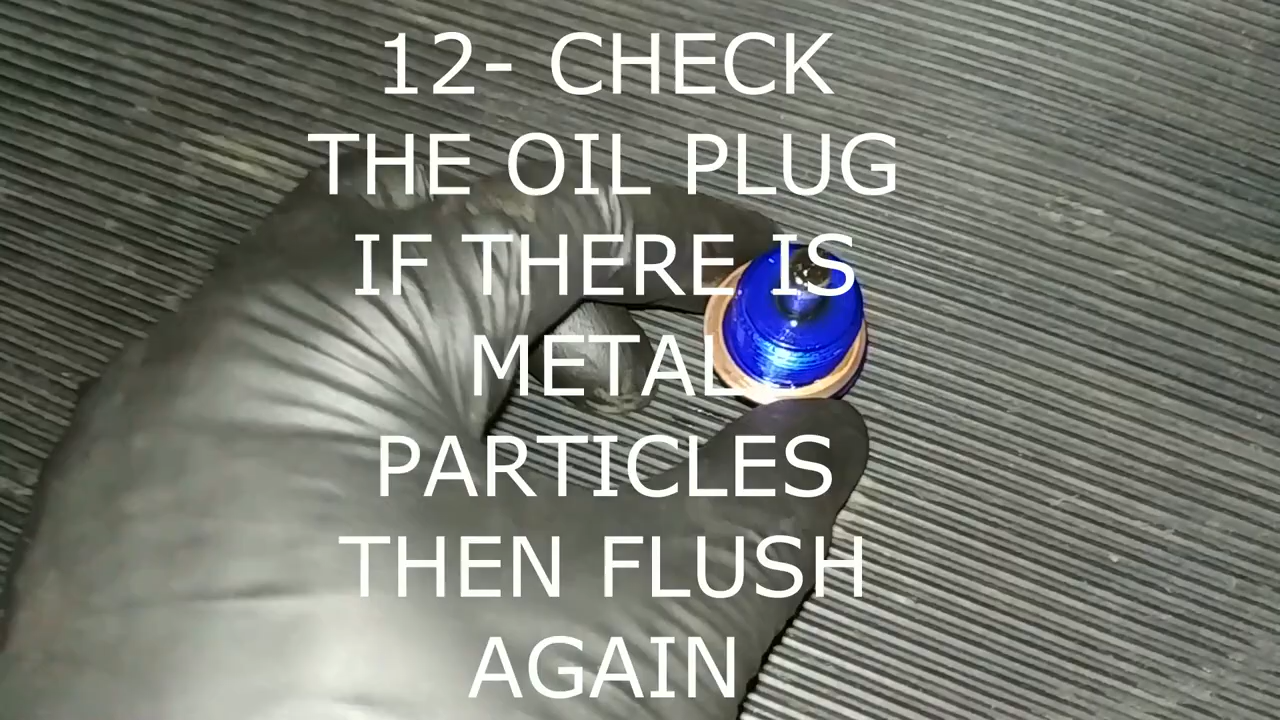 12- CHECK
THE OIL PLUG
IF THERE IS
METAL
PARTICLES
THEN FLUSH
AGAIN